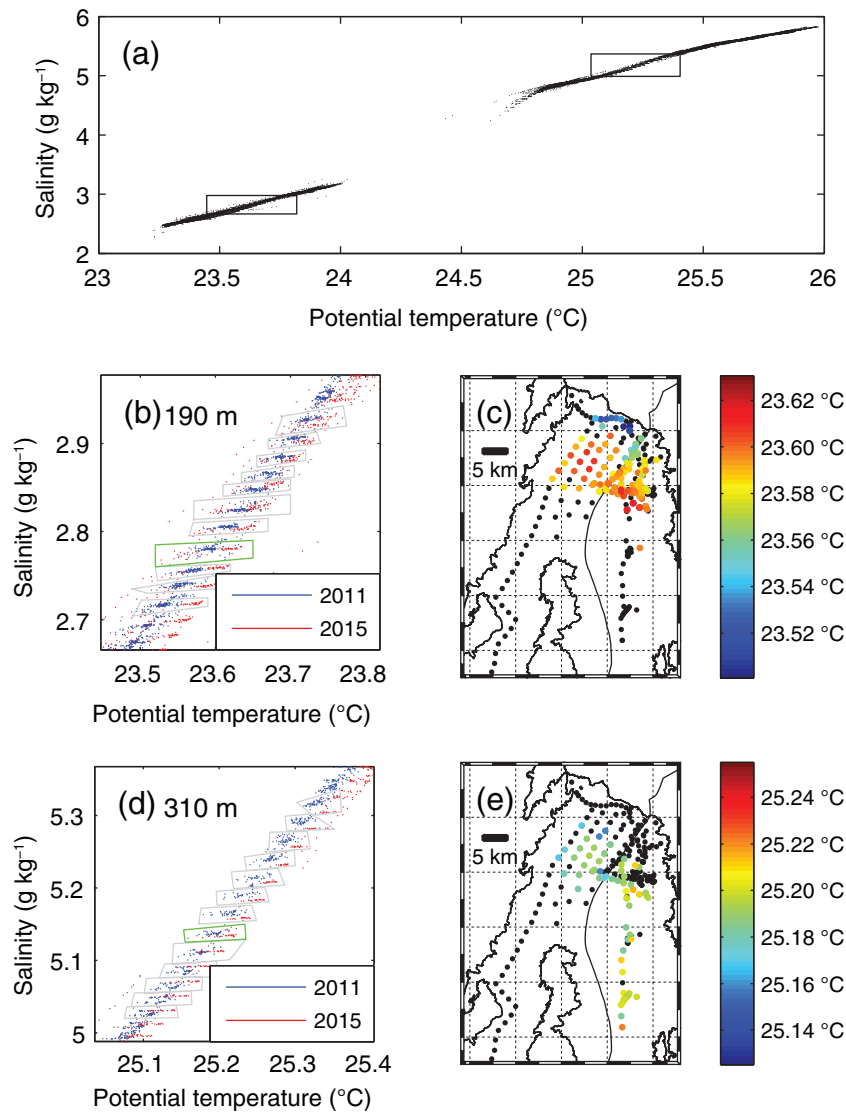 (a)
Salinity (g kg⁻¹)
6
5
4
3
2
23
23.5
24
24.5
25
25.5
26
Potential temperature (°C)
(b) 190 m
Salinity (g kg⁻¹)
2.9
2.8
2.7
2011
2015
23.5
23.6
23.7
23.8
Potential temperature (°C)
(c)
5 km
23.62 °C
23.60 °C
23.58 °C
23.56 °C
23.54 °C
23.52 °C
(d) 310 m
Salinity (g kg⁻¹)
5.3
5.2
5.1
5
2011
2015
25.1
25.2
25.3
25.4
Potential temperature (°C)
(e)
5 km
25.24 °C
25.22 °C
25.20 °C
25.18 °C
25.16 °C
25.14 °C